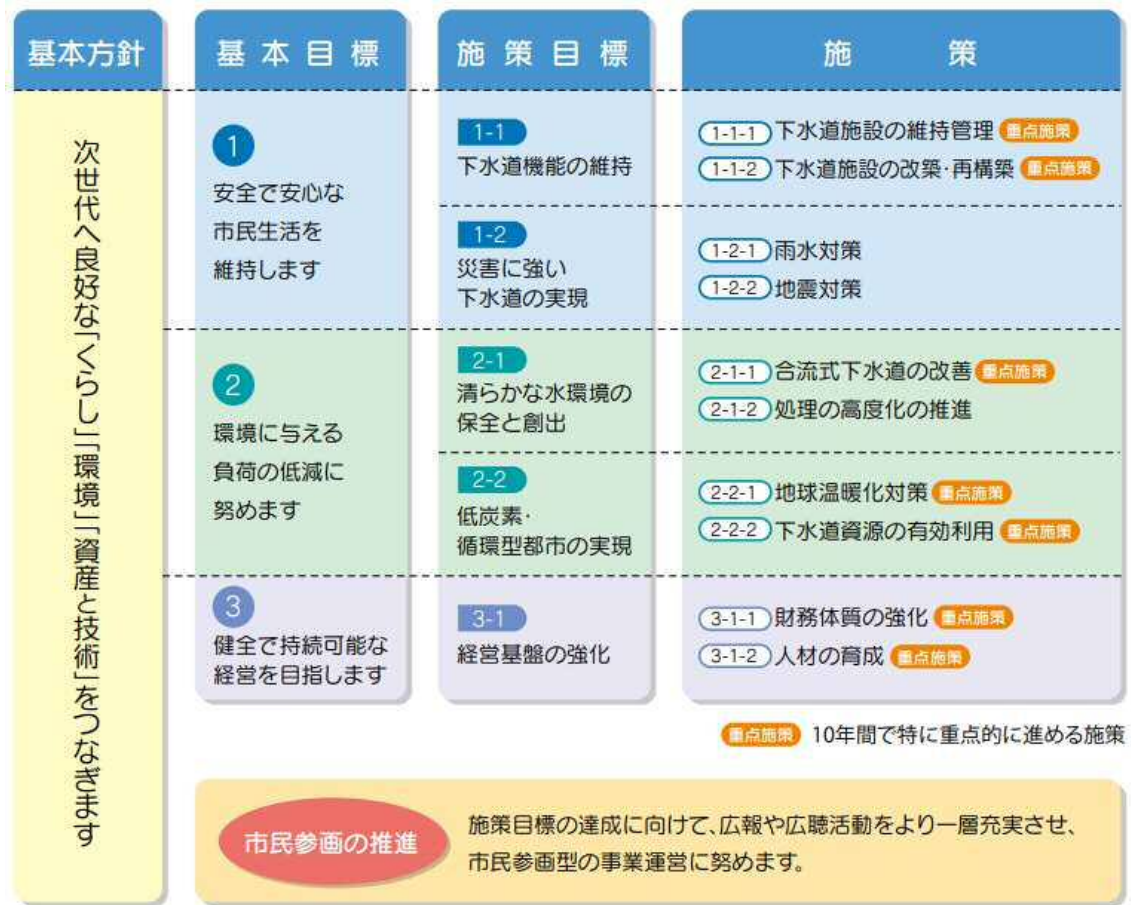 基本方針
基本目標
施策目標
施策
次世代へ良好な「くらし」「環境」「資産と技術」をつなぎます
1
安全で安心な
市民生活を
維持します
1-1
下水道機能の維持
1-1-1 下水道施設の維持管理 重点施策
1-1-2 下水道施設の改築・再構築 重点施策
1-2
災害に強い
下水道の実現
1-2-1 雨水対策
1-2-2 地震対策
2
環境に与える
負荷の低減に
努めます
2-1
清らかな水環境の
保全と創出
2-1-1 合流式下水道の改善 重点施策
2-1-2 処理の高度化の推進
2-2
低炭素・
循環型都市の実現
2-2-1 地球温暖化対策 重点施策
2-2-2 下水道資源の有効利用 重点施策
3
健全で持続可能な
経営を目指します
3-1
経営基盤の強化
3-1-1 財務体質の強化 重点施策
3-1-2 人材の育成 重点施策
重点施策 10年間で特に重点的に進める施策
市民参画の推進
施策目標の達成に向けて、広報や広聴活動をより一層充実させ、
市民参画型の事業運営に努めます。